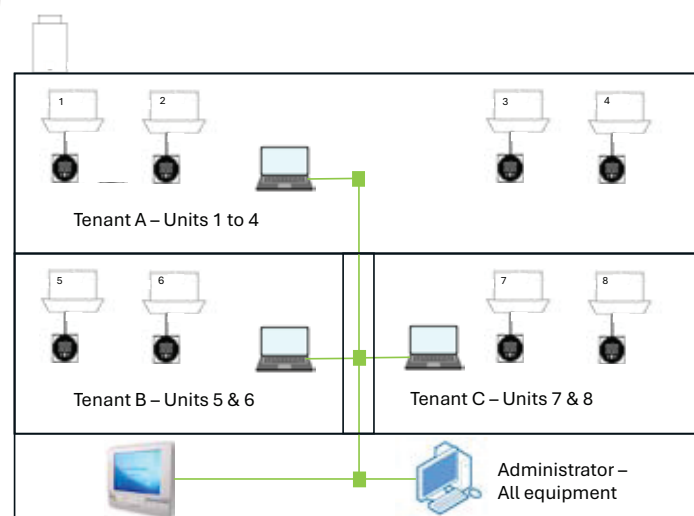 1
2
3
4
Tenant A – Units 1 to 4
5
6
7
8
Tenant B – Units 5 & 6
Tenant C – Units 7 & 8
Administrator –
All equipment